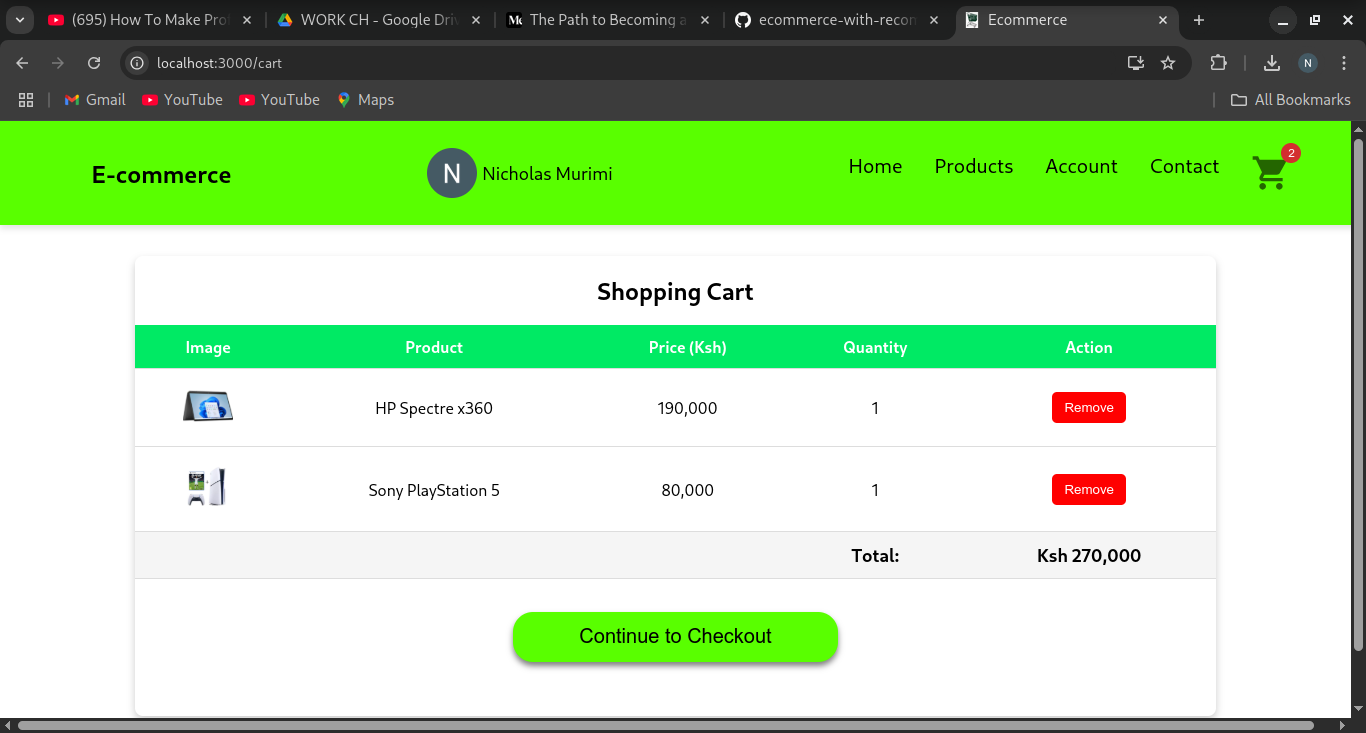 (695) How To Make Pro
WORK CH - Google Driv
The Path to Becoming a
ecommerce-with-recon
Ecommerce
localhost:3000/cart
N
Gmail
YouTube
YouTube
Maps
All Bookmarks
E-commerce
N
Nicholas Murimi
Home
Products
Account
Contact
2
Shopping Cart
Image Product Price (Ksh) Quantity Action
HP Spectre x360 190,000 1 Remove
Sony PlayStation 5 80,000 1 Remove
Total: Ksh 270,000
Continue to Checkout